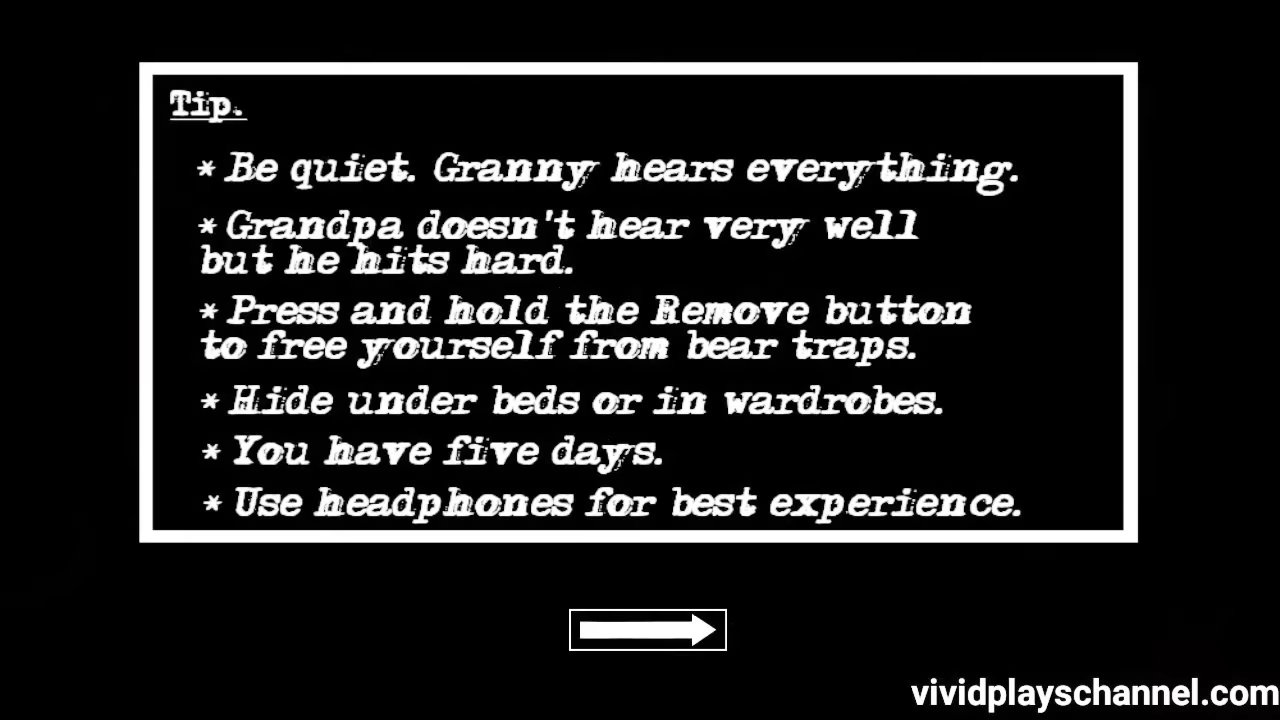 Tip.
* Be quiet. Granny hears everything.
* Grandpa doesn't hear very well
but he hits hard.
* Press and hold the Remove button
to free yourself from bear traps.
* Hide under beds or in wardrobes.
* You have five days.
* Use headphones for best experience.
vividplayschannel.com